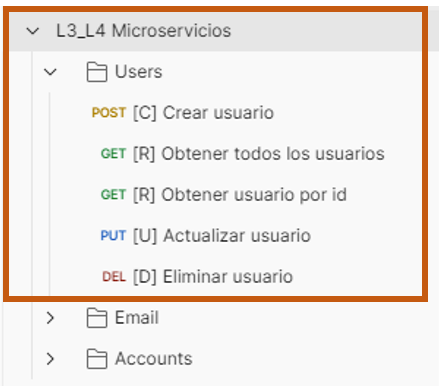 L3_L4 Microservicios
Users
POST [C] Crear usuario
GET [R] Obtener todos los usuarios
GET [R] Obtener usuario por id
PUT [U] Actualizar usuario
DEL [D] Eliminar usuario
Email
Accounts